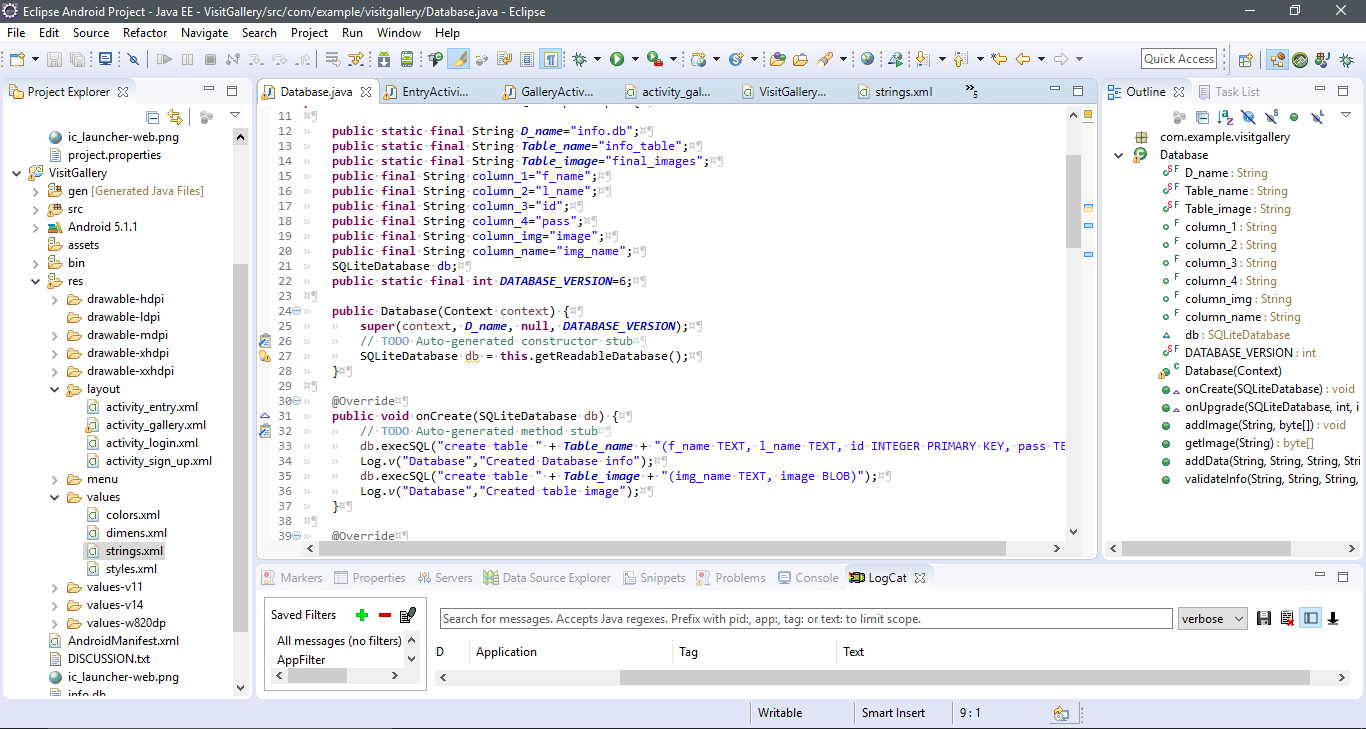 Eclipse Android Project - Java EE - VisitGallery/src/com/example/visitgallery/Database.java - Eclipse
File Edit Source Refactor Navigate Search Project Run Window Help
Quick Access
Project Explorer
ic_launcher-web.png
project.properties
VisitGallery
gen [Generated Java Files]
src
Android 5.1.1
assets
bin
res
drawable-hdpi
drawable-ldpi
drawable-mdpi
drawable-xhdpi
drawable-xxhdpi
layout
activity_entry.xml
activity_gallery.xml
activity_login.xml
activity_sign_up.xml
menu
values
colors.xml
dimens.xml
strings.xml
styles.xml
values-v11
values-v14
values-w820dp
AndroidManifest.xml
DISCUSSION.txt
ic_launcher-web.png
info.db
Database.java EntryActivi... GalleryActiv... activity_gal... VisitGallery... strings.xml »5
11 ¤¶
12 » public·static·final·String·D_name="info.db";¤¶
13 » public·static·final·String·Table_name="info_table";¤¶
14 » public·static·final·String·Table_image="final_images";¤¶
15 » public·final·String·column_1="f_name";¤¶
16 » public·final·String·column_2="l_name";¤¶
17 » public·final·String·column_3="id";¤¶
18 » public·final·String·column_4="pass";¤¶
19 » public·final·String·column_img="image";¤¶
20 » public·final·String·column_name="img_name";¤¶
21 » SQLiteDatabase·db;¤¶
22 » public·static·final·int·DATABASE_VERSION=6;¤¶
23 ¤¶
24 » public·Database(Context·context)·{¤¶
25 » » super(context,·D_name,·null,·DATABASE_VERSION);¤¶
26 » » //·TODO·Auto-generated·constructor·stub¤¶
27 » » SQLiteDatabase·db·=·this.getReadableDatabase();¤¶
28 » }¤¶
29 ¤¶
30 » @Override¤¶
31 » public·void·onCreate(SQLiteDatabase·db)·{¤¶
32 » » //·TODO·Auto-generated·method·stub¤¶
33 » » db.execSQL("create·table·"·+·Table_name·+·"(f_name·TEXT,·l_name·TEXT,·id·INTEGER·PRIMARY·KEY,·pass·TE
34 » » Log.v("Database","Created·Database·info");¤¶
35 » » db.execSQL("create·table·"·+·Table_image·+·"(img_name·TEXT,·image·BLOB)");¤¶
36 » » Log.v("Database","Created·table·image");¤¶
37 » }¤¶
38 ¤¶
39 » @Override¤¶
Outline Task List
com.example.visitgallery
Database
D_name : String
Table_name : String
Table_image : String
column_1 : String
column_2 : String
column_3 : String
column_4 : String
column_img : String
column_name : String
db : SQLiteDatabase
DATABASE_VERSION : int
Database(Context)
onCreate(SQLiteDatabase) : void
onUpgrade(SQLiteDatabase, int, i
addImage(String, byte[]) : void
getImage(String) : byte[]
addData(String, String, String, Stri
validateInfo(String, String, String,
Markers Properties Servers Data Source Explorer Snippets Problems Console LogCat
Saved Filters
All messages (no filters)
AppFilter
Search for messages. Accepts Java regexes. Prefix with pid:, app:, tag: or text: to limit scope.
verbose
D Application Tag Text
Writable Smart Insert 9 : 1